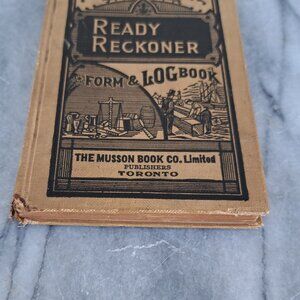 READY
RECKONER
FORM & LOG BOOK
THE MUSSON BOOK CO. Limited
PUBLISHERS
TORONTO